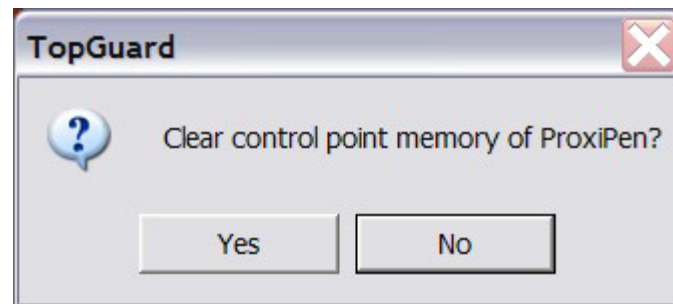 TopGuard
Clear control point memory of ProxiPen?
Yes
No